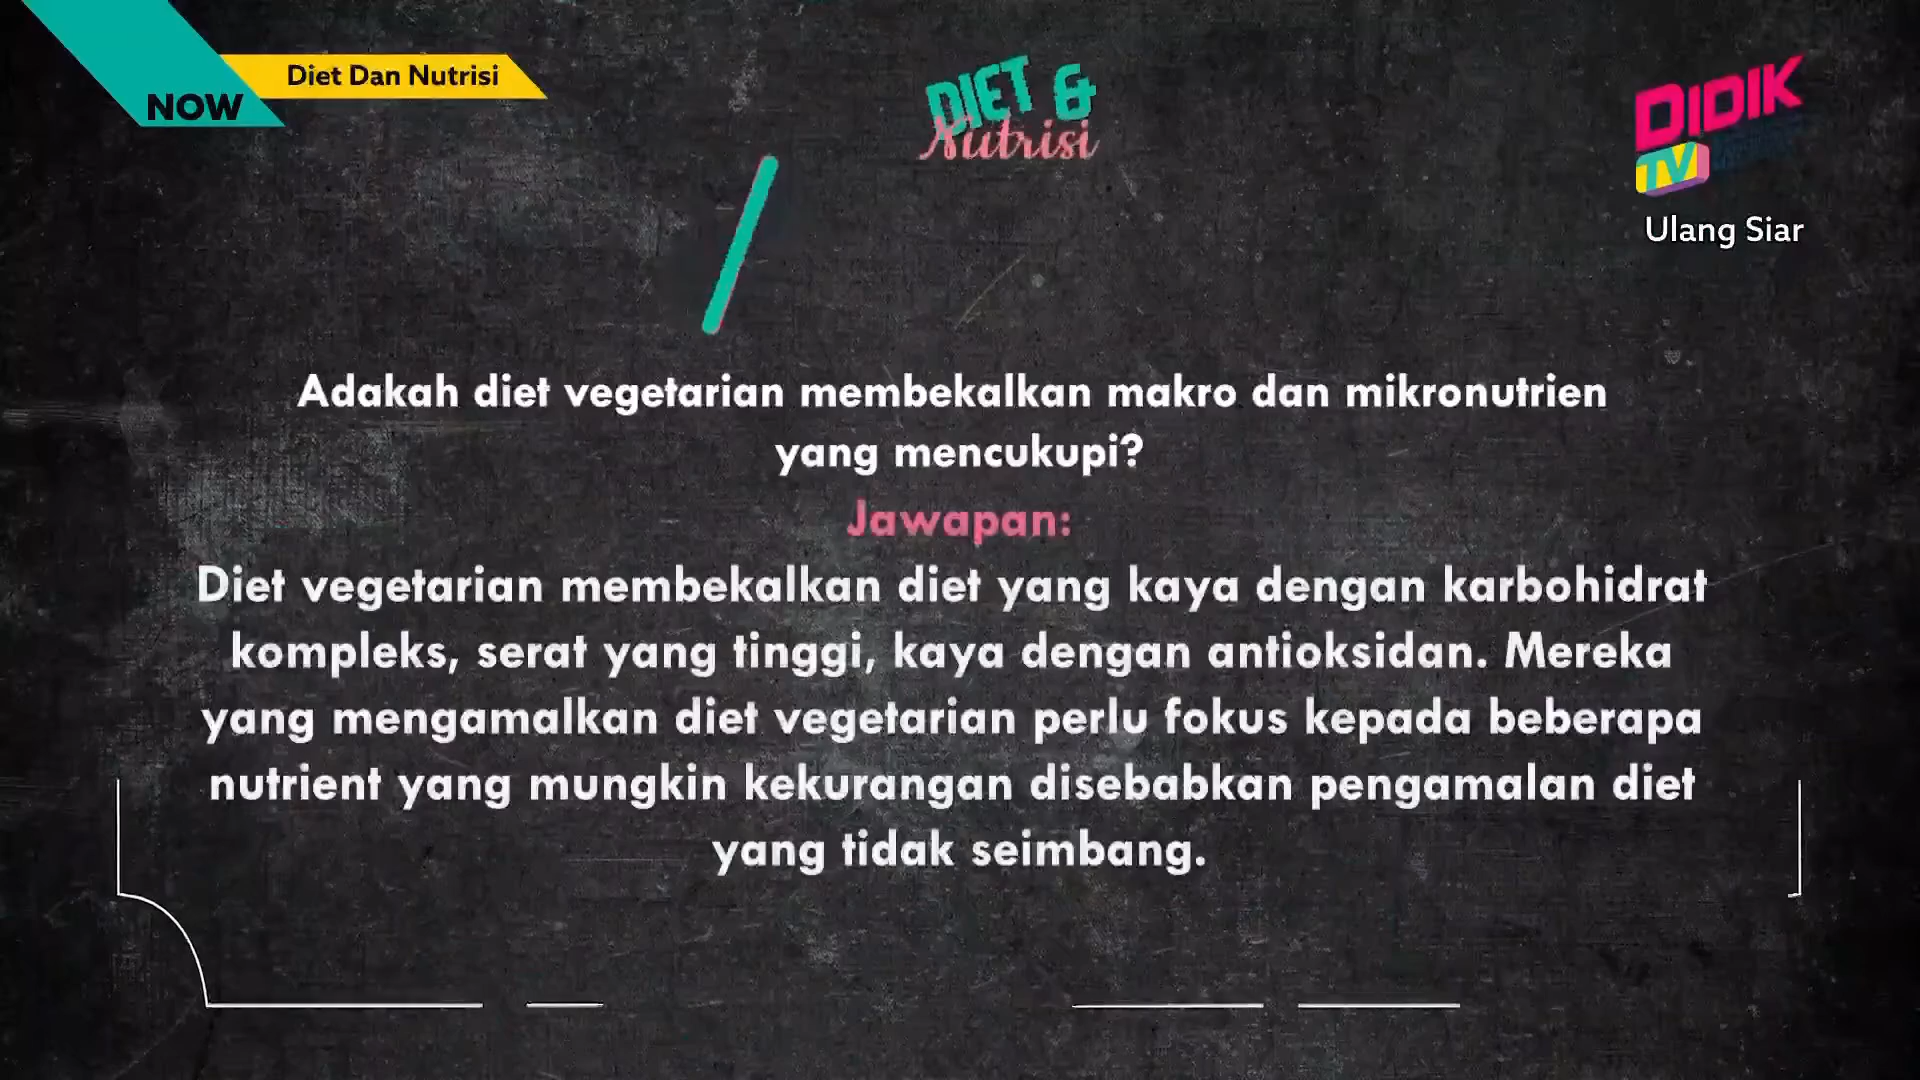 NOW
Diet Dan Nutrisi
DIET &
Nutrisi
DIDIK
TV
Ulang Siar
Adakah diet vegetarian membekalkan makro dan mikronutrien
yang mencukupi?
Jawapan:
Diet vegetarian membekalkan diet yang kaya dengan karbohidrat
kompleks, serat yang tinggi, kaya dengan antioksidan. Mereka
yang mengamalkan diet vegetarian perlu fokus kepada beberapa
nutrient yang mungkin kekurangan disebabkan pengamalan diet
yang tidak seimbang.